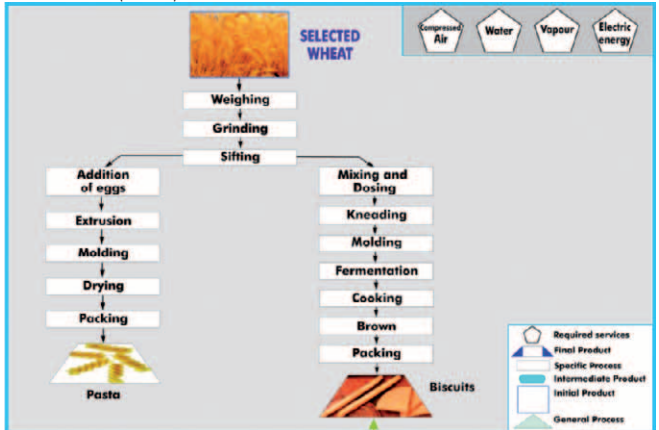 SELECTED
WHEAT
Compressed
Air
Water
Vapour
Electric
energy
Weighing
Grinding
Sifting
Addition
of eggs
Extrusion
Molding
Drying
Packing
Pasta
Mixing and
Dosing
Kneading
Molding
Fermentation
Cooking
Brown
Packing
Biscuits
Required services
Final Product
Specific Process
Intermediate Product
Initial Product
General Process